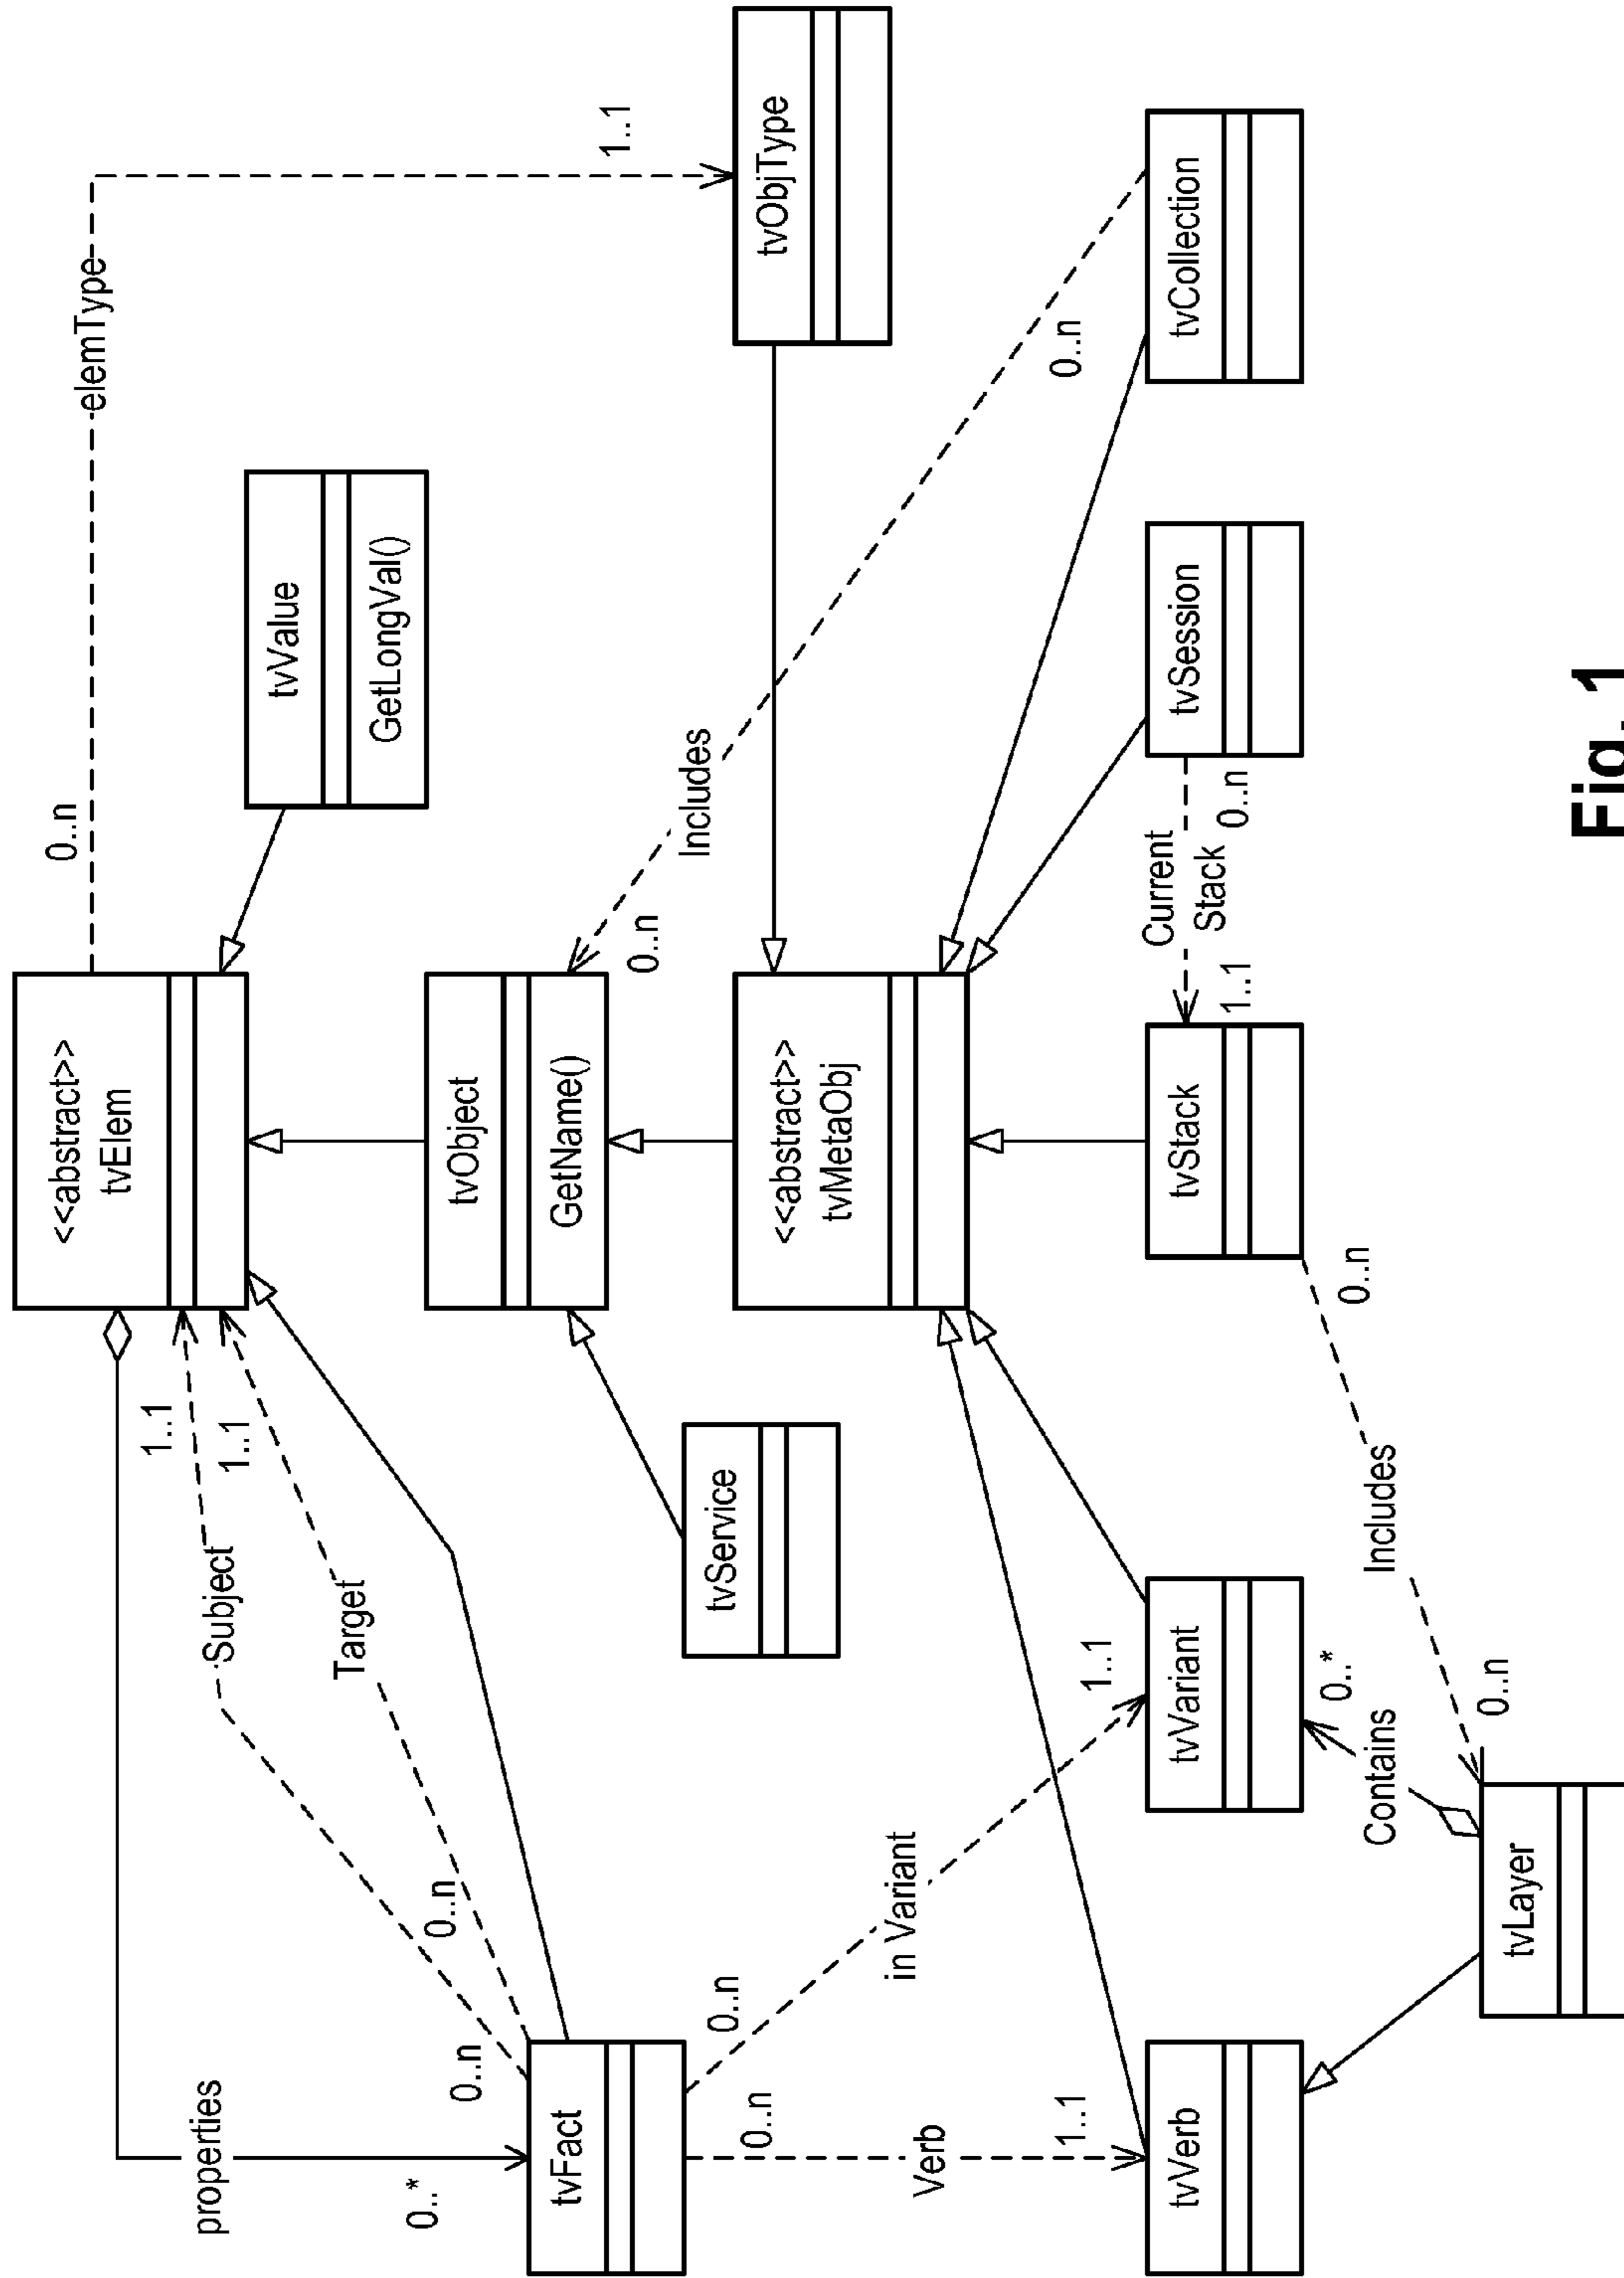 properties
0..*
<<abstract>>
tvElem
0..n
elemType
1..1
Subject
1..1
Target
1..1
0..n
0..n
tvValue
GetLongVal()
tvFact
tvObject
GetName()
0..n
Includes
0..n
tvService
0..n
0..n
in Variant
Verb
1..1
1..1
<<abstract>>
tvMetaObj
tvObjType
tvVerb
tvVariant
tvStack
Current
Stack
1..1
0..n
tvSession
tvCollection
0..*
Contains
Includes
0..n
0..n
tvLayer
Fig. 1